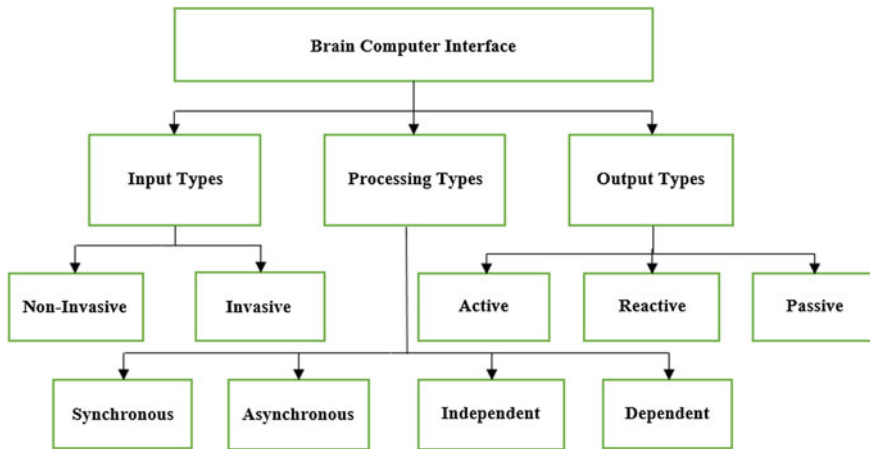 Brain Computer Interface
Input Types
Processing Types
Output Types
Non-Invasive
Invasive
Active
Reactive
Passive
Synchronous
Asynchronous
Independent
Dependent